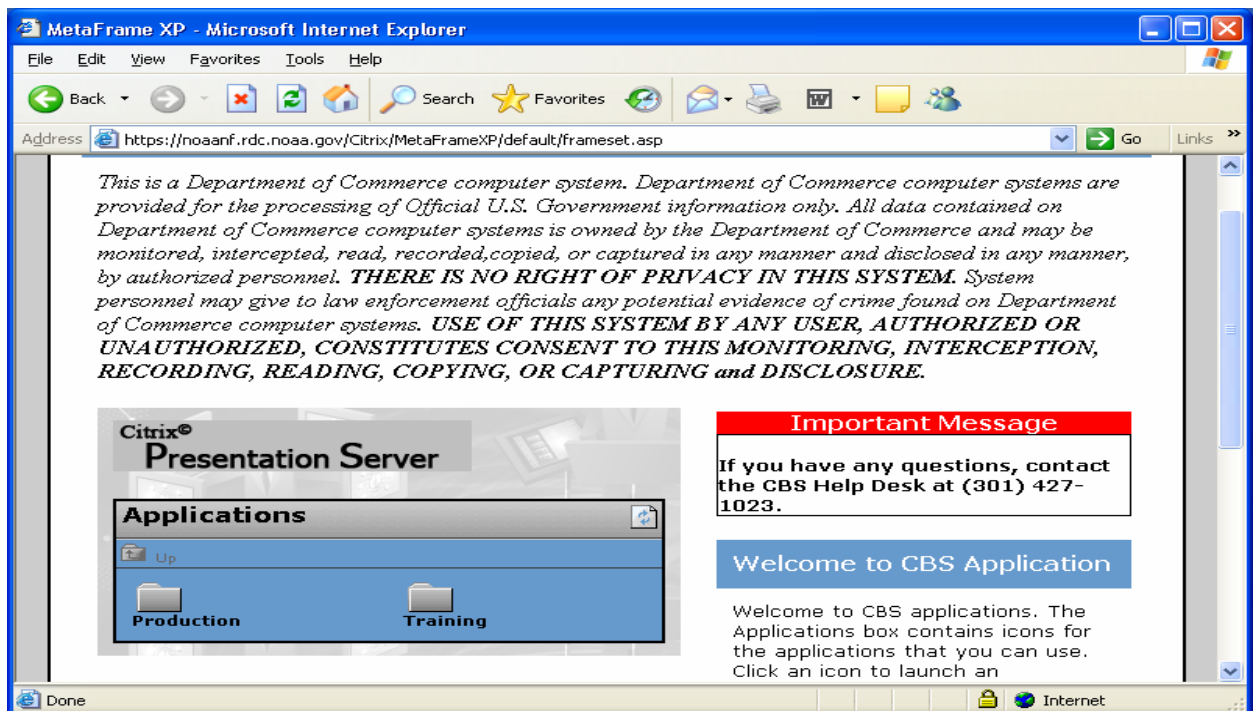 MetaFrame XP - Microsoft Internet Explorer
File Edit View Favorites Tools Help
Back Search Favorites
Address https://noaanf.rdc.noaa.gov/Citrix/MetaFrameXP/default/frameset.asp Go Links »
This is a Department of Commerce computer system. Department of Commerce computer systems are
provided for the processing of Official U.S. Government information only. All data contained on
Department of Commerce computer systems is owned by the Department of Commerce and may be
monitored, intercepted, read, recorded,copied, or captured in any manner and disclosed in any manner,
by authorized personnel. THERE IS NO RIGHT OF PRIVACY IN THIS SYSTEM. System
personnel may give to law enforcement officials any potential evidence of crime found on Department
of Commerce computer systems. USE OF THIS SYSTEM BY ANY USER, AUTHORIZED OR
UNAUTHORIZED, CONSTITUTES CONSENT TO THIS MONITORING, INTERCEPTION,
RECORDING, READING, COPYING, OR CAPTURING and DISCLOSURE.
Citrix©
Presentation Server
Applications
Up
Production Training
Important Message
If you have any questions, contact
the CBS Help Desk at (301) 427-
1023.
Welcome to CBS Application
Welcome to CBS applications. The
Applications box contains icons for
the applications that you can use.
Click an icon to launch an
Done Internet